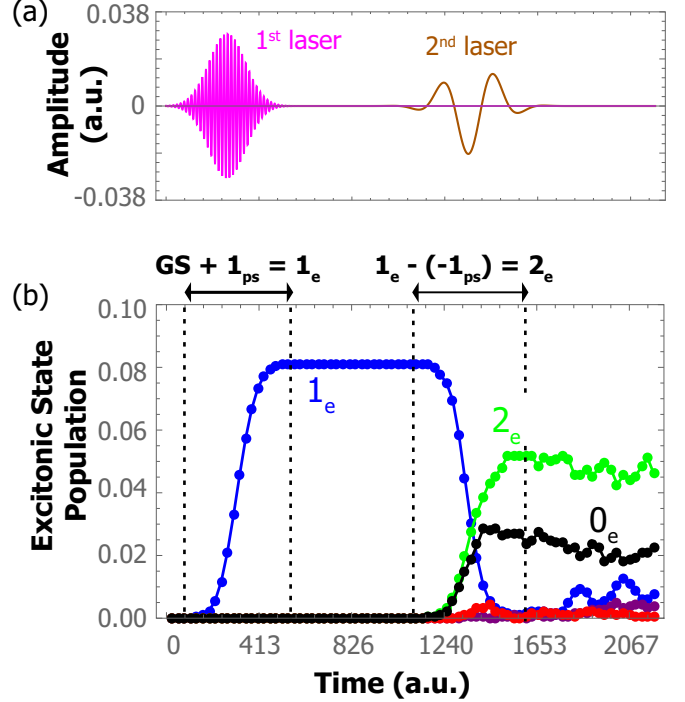 (a)
0.038
0
-0.038
Amplitude
(a.u.)
1st laser
2nd laser
GS + 1ps = 1e
1e - (-1ps) = 2e
(b)
0.10
0.08
0.06
0.04
0.02
0.00
Excitonic State
Population
1e
2e
0e
0
413
826
1240
1653
2067
Time (a.u.)